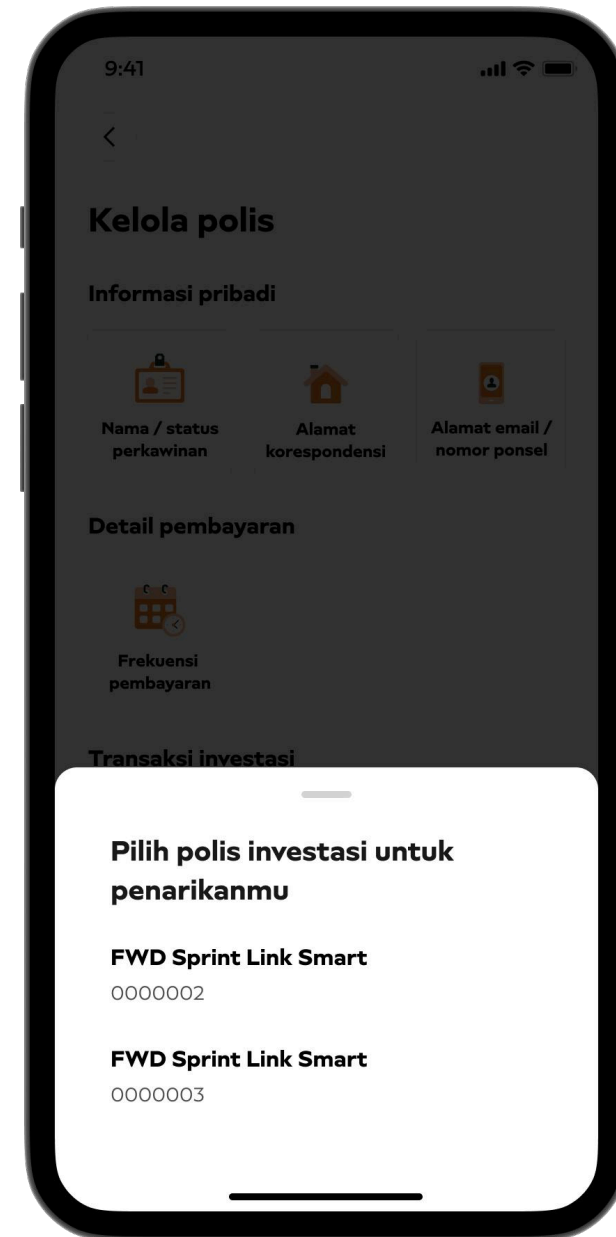 9:41
Kelola polis
Informasi pribadi
Nama / status
perkawinan
Alamat
korespondensi
Alamat email /
nomor ponsel
Detail pembayaran
Frekuensi
pembayaran
Transaksi investasi
Pilih polis investasi untuk
penarikanmu
FWD Sprint Link Smart
0000002
FWD Sprint Link Smart
0000003